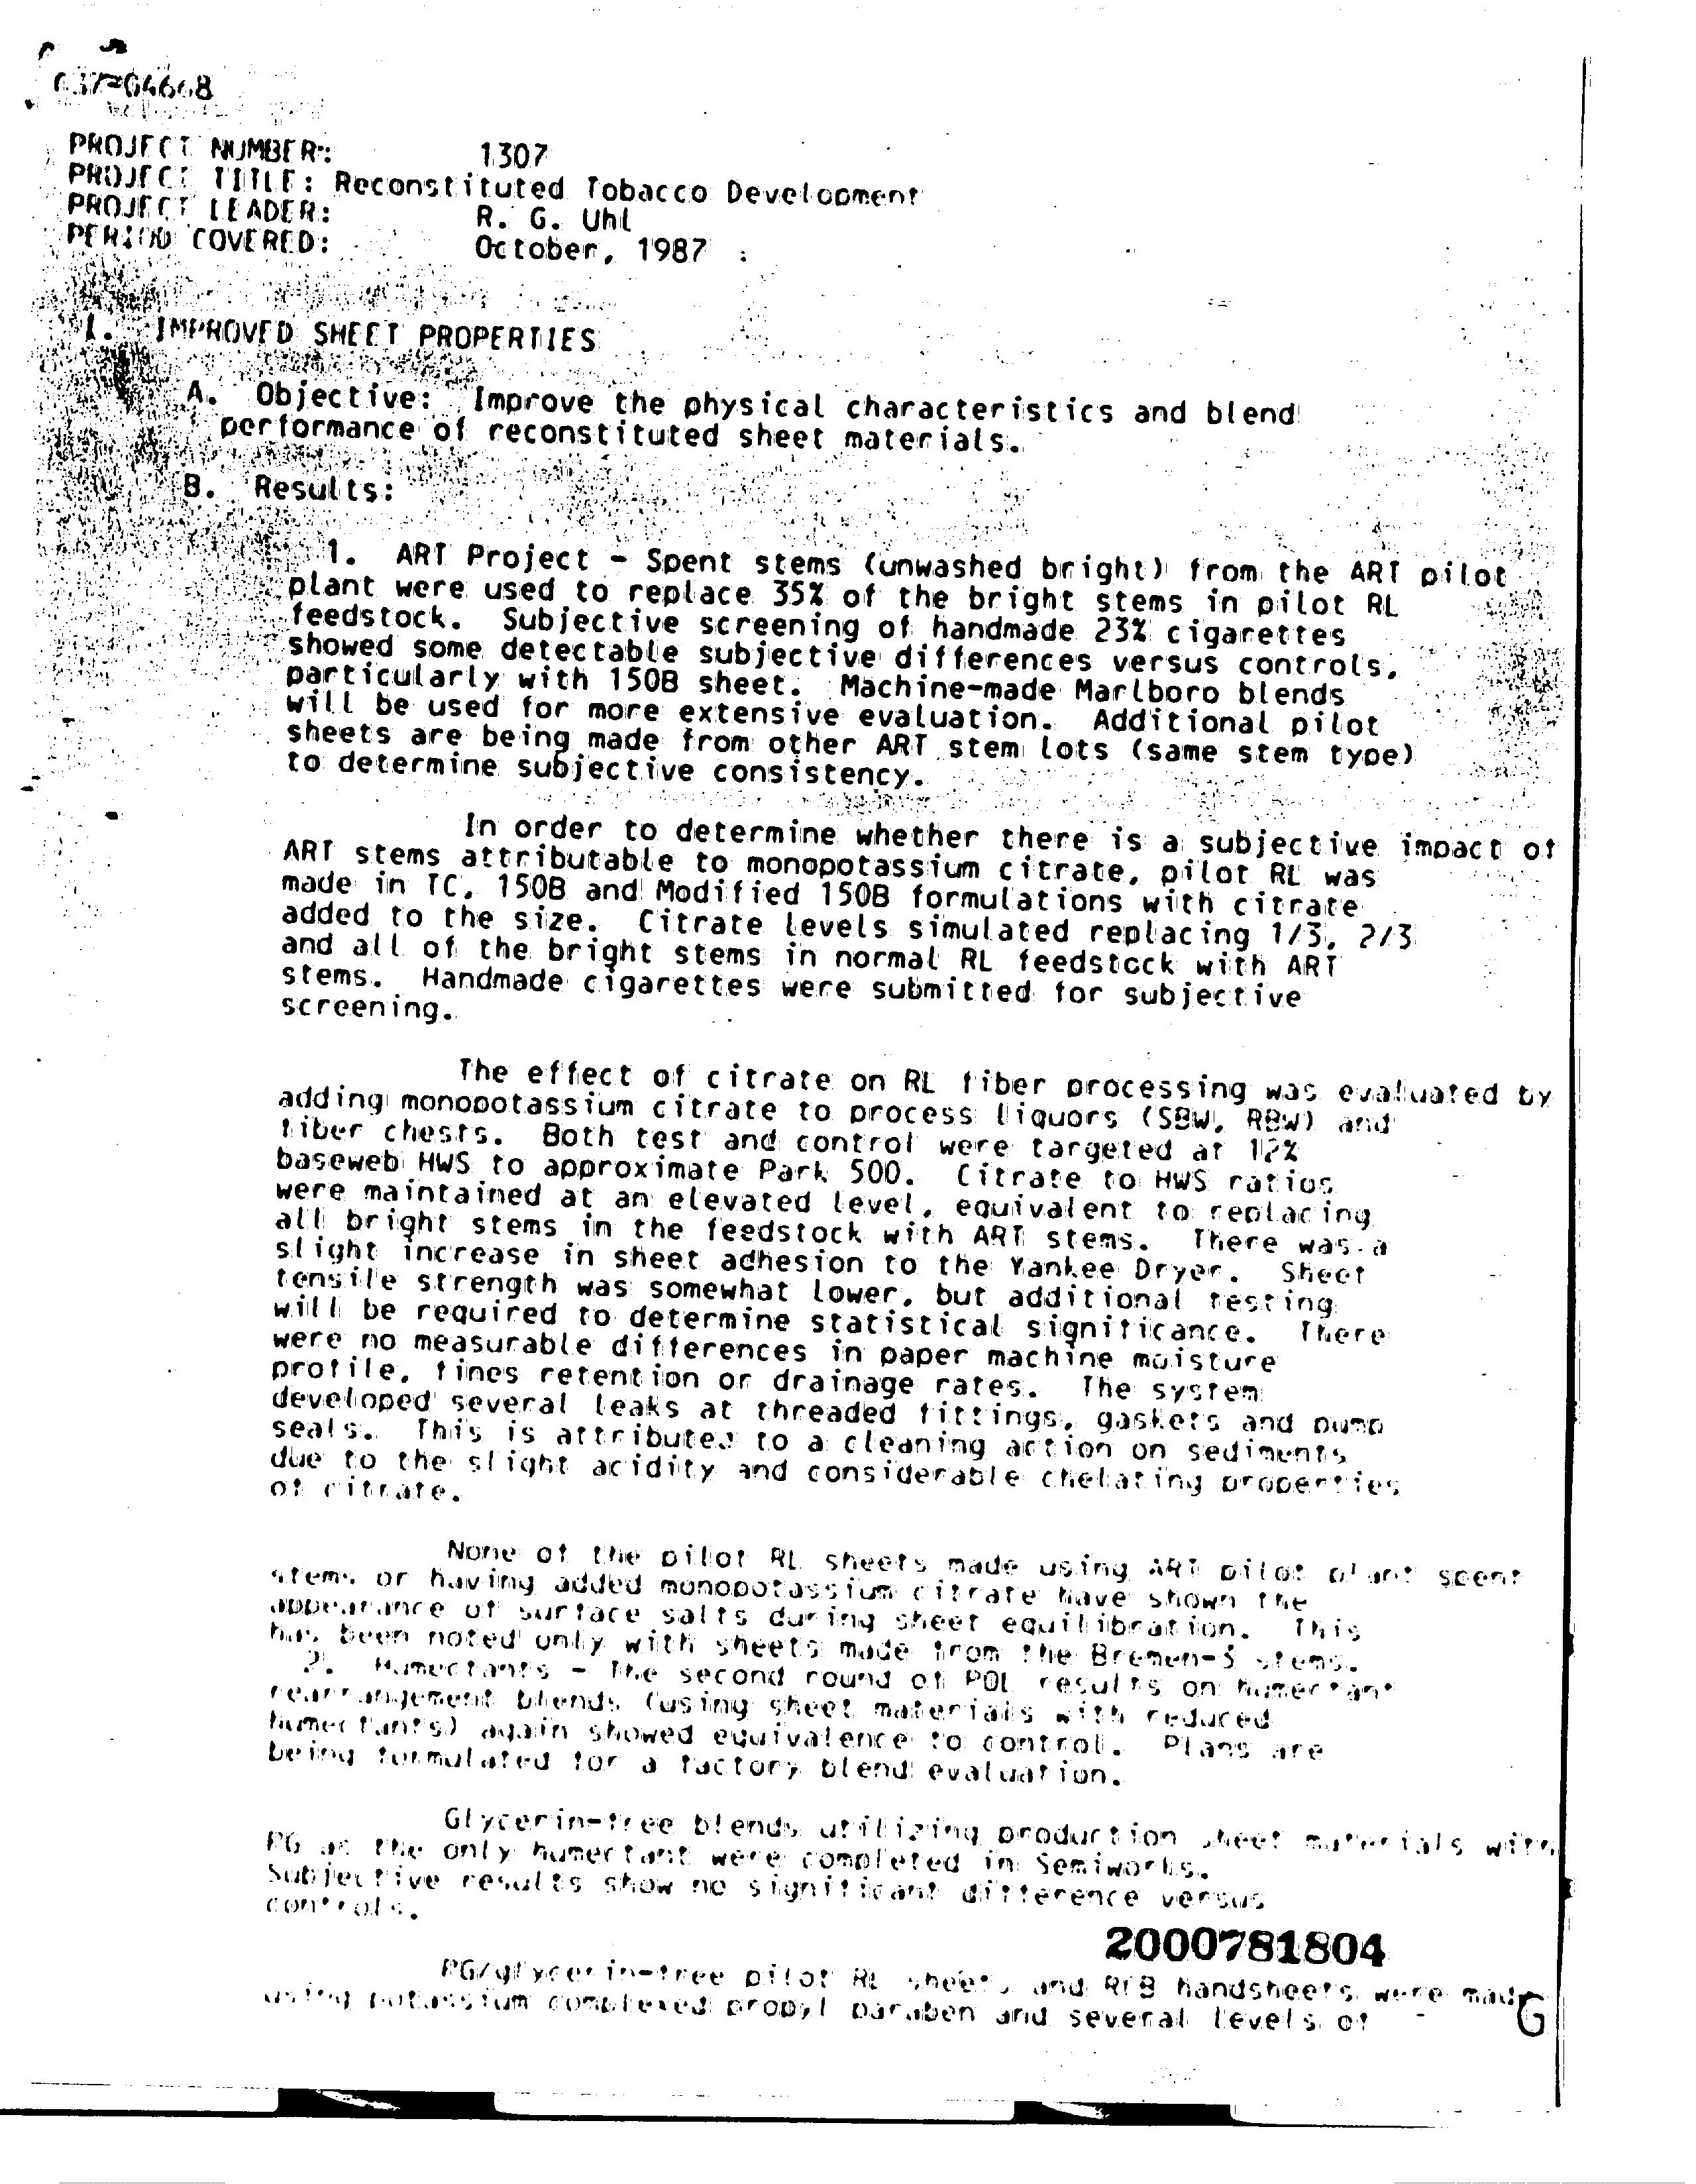 PROJECT NUMBER: 1307
PROJECT TITLE: Reconstituted Tobacco Development
PROJECT LEADER: R. G. Uhl
PERIOD COVERED: October, 1987
I. IMPROVED SHEET PROPERTIES
A. Objective: Improve the physical characteristics and blend
performance of reconstituted sheet materials.
B. Results:
1. ART Project - Spent stems (unwashed bright) from the ART pilot
plant were used to replace 35% of the bright stems in pilot RL
feedstock. Subjective screening of handmade 23% cigarettes
showed some detectable subjective differences versus controls,
particularly with 150B sheet. Machine-made Marlboro blends
will be used for more extensive evaluation. Additional pilot
sheets are being made from other ART stem lots (same stem type)
to determine subjective consistency.
In order to determine whether there is a subjective impact of
ART stems attributable to monopotassium citrate, pilot RL was
made in TC, 150B and Modified 150B formulations with citrate
added to the size. Citrate levels simulated replacing 1/3, 2/3
and all of the bright stems in normal RL feedstock with ART
stems. Handmade cigarettes were submitted for subjective
screening.
The effect of citrate on RL fiber processing was evaluated by
adding monopotassium citrate to process liquors (SBW, RBW) and
fiber chests. Both test and control were targeted at 12%
baseweb HWS to approximate Park 500. Citrate to HWS ratios
were maintained at an elevated level, equivalent to replacing
all bright stems in the feedstock with ART stems. There was a
slight increase in sheet adhesion to the Yankee Dryer. Sheet
tensile strength was somewhat lower, but additional testing
will be required to determine statistical significance. There
were no measurable differences in paper machine moisture
profile, fines retention or drainage rates. The system
developed several leaks at threaded fittings, gaskets and pump
seals. This is attributed to a cleaning action on sediments
due to the slight acidity and considerable chelating properties
of citrate.
None of the pilot RL sheets made using ART pilot plant spent
stems or having added monopotassium citrate have shown the
appearance of surface salts during sheet equilibration. This
has been noted only with sheets made from the Bremen-S stems.
2. Humectants - The second round of POL results on humectant
rearrangement blends (using sheet materials with reduced
humectants) again showed equivalence to control. Plans are
being formulated for a factory blend evaluation.
Glycerin-free blends utilizing production sheet materials with
PG as the only humectant were completed in Semiworks.
Subjective results show no significant difference versus
controls.
2000781804
PG/glycerin-free pilot RL sheets and RCB handsheets were made
using potassium complexed propyl paraben and several levels of
G